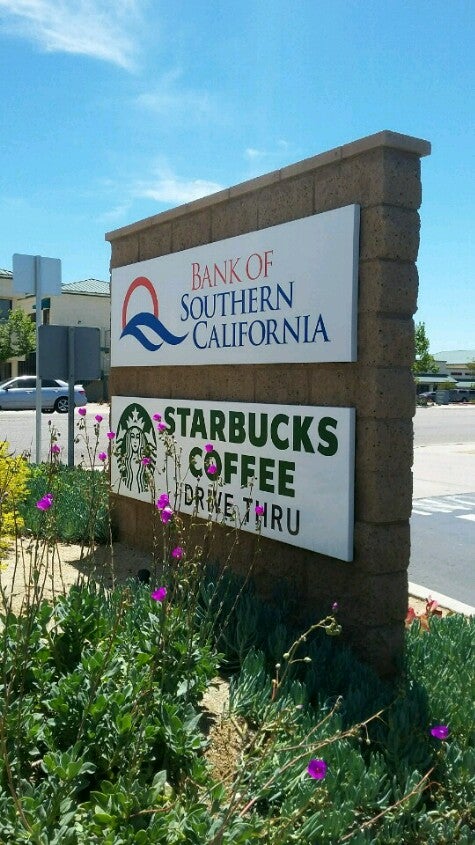 BANK OF
SOUTHERN
CALIFORNIA
STARBUCKS
COFFEE
DRIVE THRU